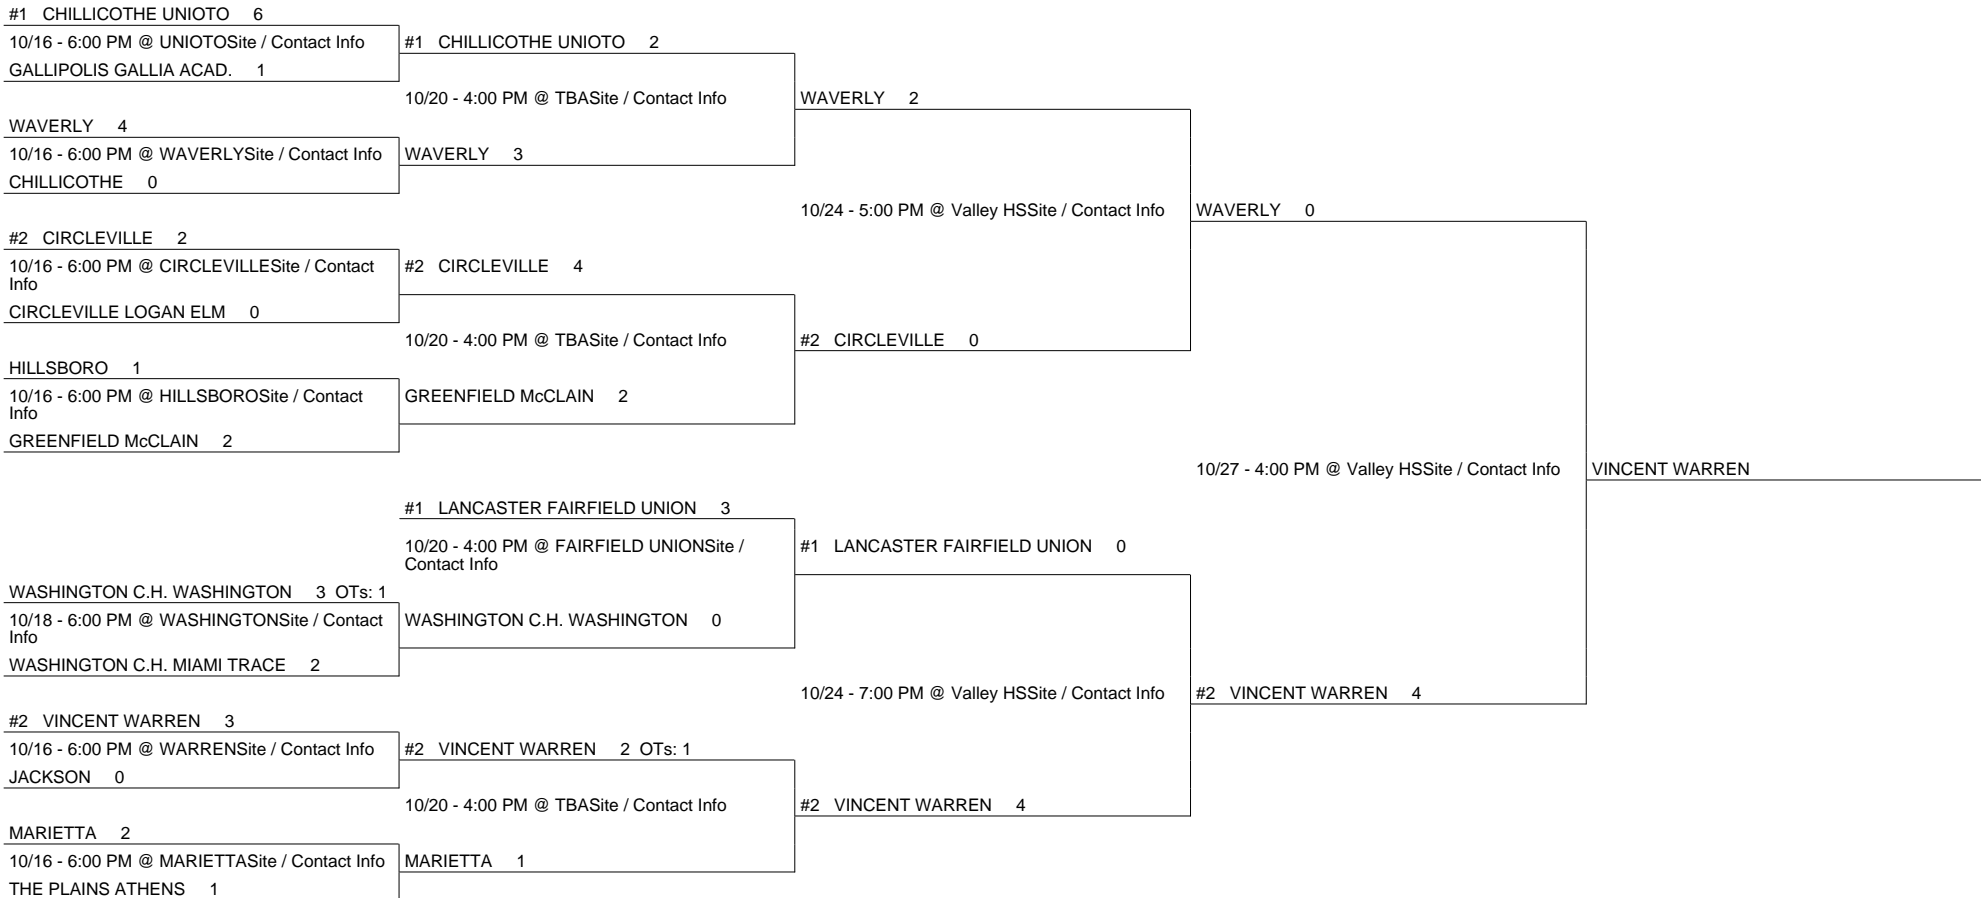 #1 CHILLICOTHE UNIOTO 6
10/16 - 6:00 PM @ UNIOTOSite / Contact Info
GALLIPOLIS GALLIA ACAD. 1
WAVERLY 4
10/16 - 6:00 PM @ WAVERLYSite / Contact Info
CHILLICOTHE 0
#2 CIRCLEVILLE 2
10/16 - 6:00 PM @ CIRCLEVILLESite / Contact
Info
CIRCLEVILLE LOGAN ELM 0
HILLSBORO 1
10/16 - 6:00 PM @ HILLSBOROSite / Contact
Info
GREENFIELD McCLAIN 2
WASHINGTON C.H. WASHINGTON 3 OTs: 1
10/18 - 6:00 PM @ WASHINGTONSite / Contact
Info
WASHINGTON C.H. MIAMI TRACE 2
#2 VINCENT WARREN 3
10/16 - 6:00 PM @ WARRENSite / Contact Info
JACKSON 0
MARIETTA 2
10/16 - 6:00 PM @ MARIETTASite / Contact Info
THE PLAINS ATHENS 1
#1 CHILLICOTHE UNIOTO 2
10/20 - 4:00 PM @ TBASite / Contact Info
WAVERLY 3
#2 CIRCLEVILLE 4
10/20 - 4:00 PM @ TBASite / Contact Info
GREENFIELD McCLAIN 2
#1 LANCASTER FAIRFIELD UNION 3
10/20 - 4:00 PM @ FAIRFIELD UNIONSite /
Contact Info
WASHINGTON C.H. WASHINGTON 0
#2 VINCENT WARREN 2 OTs: 1
10/20 - 4:00 PM @ TBASite / Contact Info
MARIETTA 1
WAVERLY 2
10/24 - 5:00 PM @ Valley HSSite / Contact Info
#2 CIRCLEVILLE 0
#1 LANCASTER FAIRFIELD UNION 0
10/24 - 7:00 PM @ Valley HSSite / Contact Info
#2 VINCENT WARREN 4
WAVERLY 0
10/27 - 4:00 PM @ Valley HSSite / Contact Info
#2 VINCENT WARREN 4
VINCENT WARREN